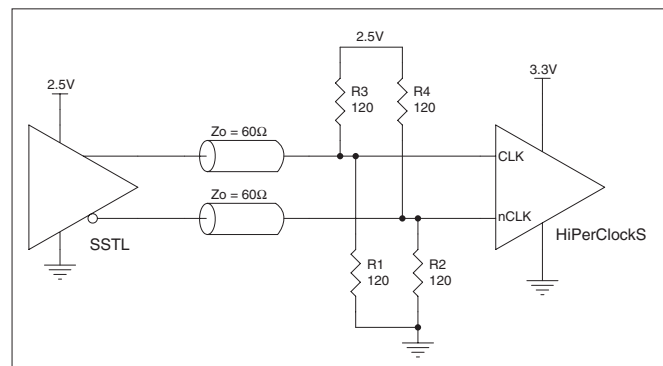 2.5V
2.5V
3.3V
R3
120
R4
120
Zo = 60Ω
CLK
Zo = 60Ω
nCLK
SSTL
HiPerClockS
R1
120
R2
120